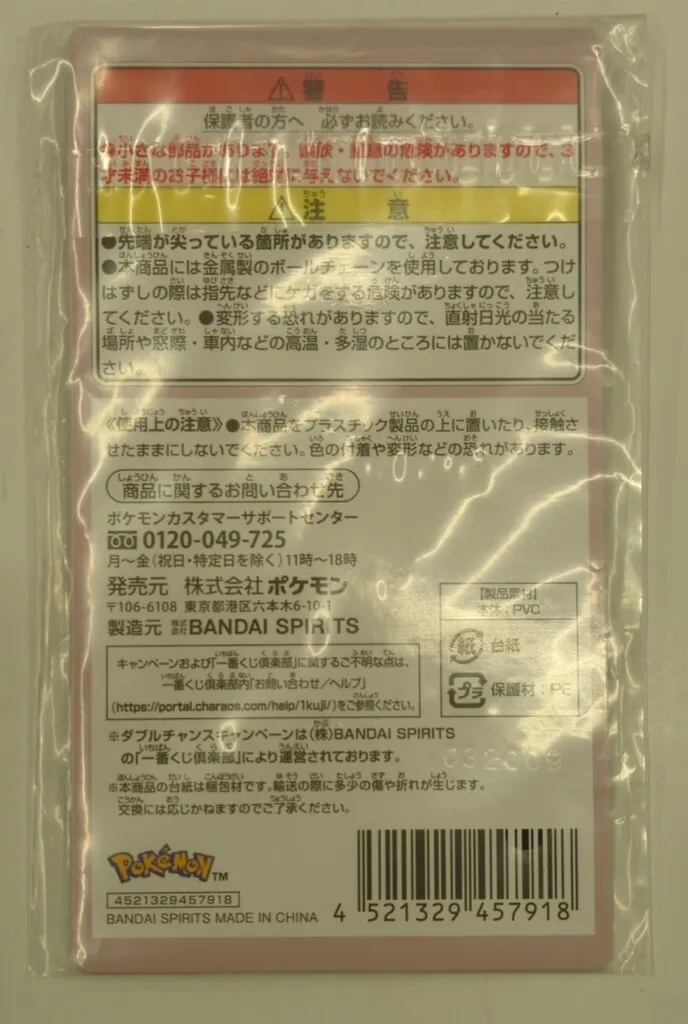 ⚠警告
保護者の方へ 必ずお読みください。
●小さな部品があります。誤飲・窒息の危険がありますので、3
才未満のお子様には絶対に与えないでください。
⚠注意
●先端が尖っている箇所がありますので、注意してください。
●本商品には金属製のボールチェーンを使用しております。つけ
はずしの際は指先などにケガをする危険がありますので、注意し
てください。●変形する恐れがありますので、直射日光の当たる
場所や窓際・車内などの高温・多湿のところには置かないでくだ
さい。
《使用上の注意》●本商品をプラスチック製品の上に置いたり、接触さ
せたままにしないでください。色の付着や変形などの恐れがあります。
商品に関するお問い合わせ先
ポケモンカスタマーサポートセンター
0120-049-725
月～金(祝日・特定日を除く)11時～18時
発売元 株式会社ポケモン
〒106-6108 東京都港区六本木6-10-1
製造元 株式会社BANDAI SPIRITS
【製品素材】
本体:PVC
紙 台紙
プラ 保護材:PE
キャンペーンおよび「一番くじ倶楽部」に関するご不明な点は、
一番くじ倶楽部内「お問い合わせ/ヘルプ」
(https://portal.charaos.com/help/1kuji/)をご参照ください。
※ダブルチャンスキャンペーンは(株)BANDAI SPIRITS
の「一番くじ倶楽部」により運営されております。
※本商品の台紙は梱包材です。輸送の際に多少の傷や折れが生じます。
交換には応じかねますのでご了承ください。
POKéMON TM
4521329457918
BANDAI SPIRITS MADE IN CHINA
4 521329 457918